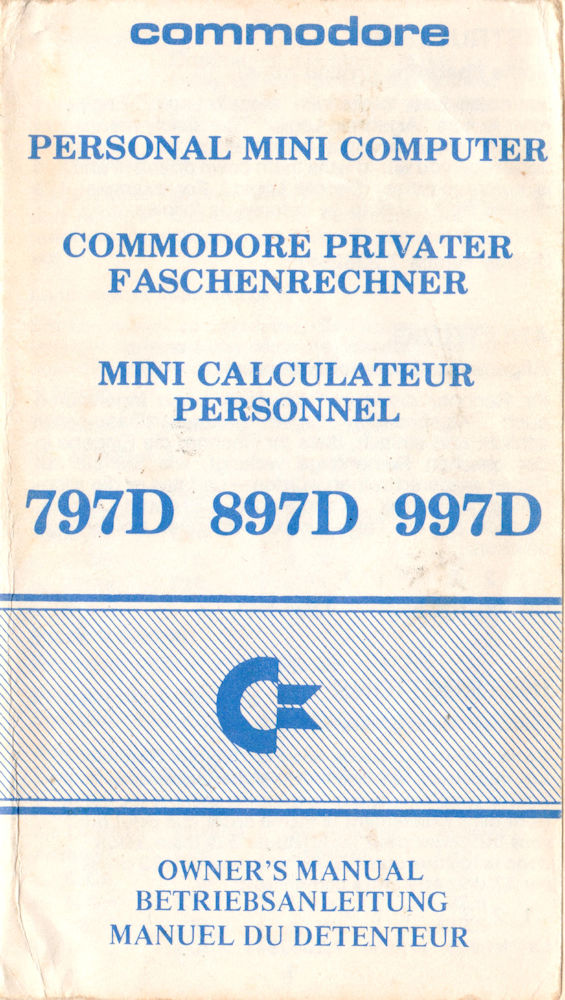 commodore
PERSONAL MINI COMPUTER
COMMODORE PRIVATER
FASCHENRECHNER
MINI CALCULATEUR
PERSONNEL
797D 897D 997D
OWNER'S MANUAL
BETRIEBSANLEITUNG
MANUEL DU DETENTEUR